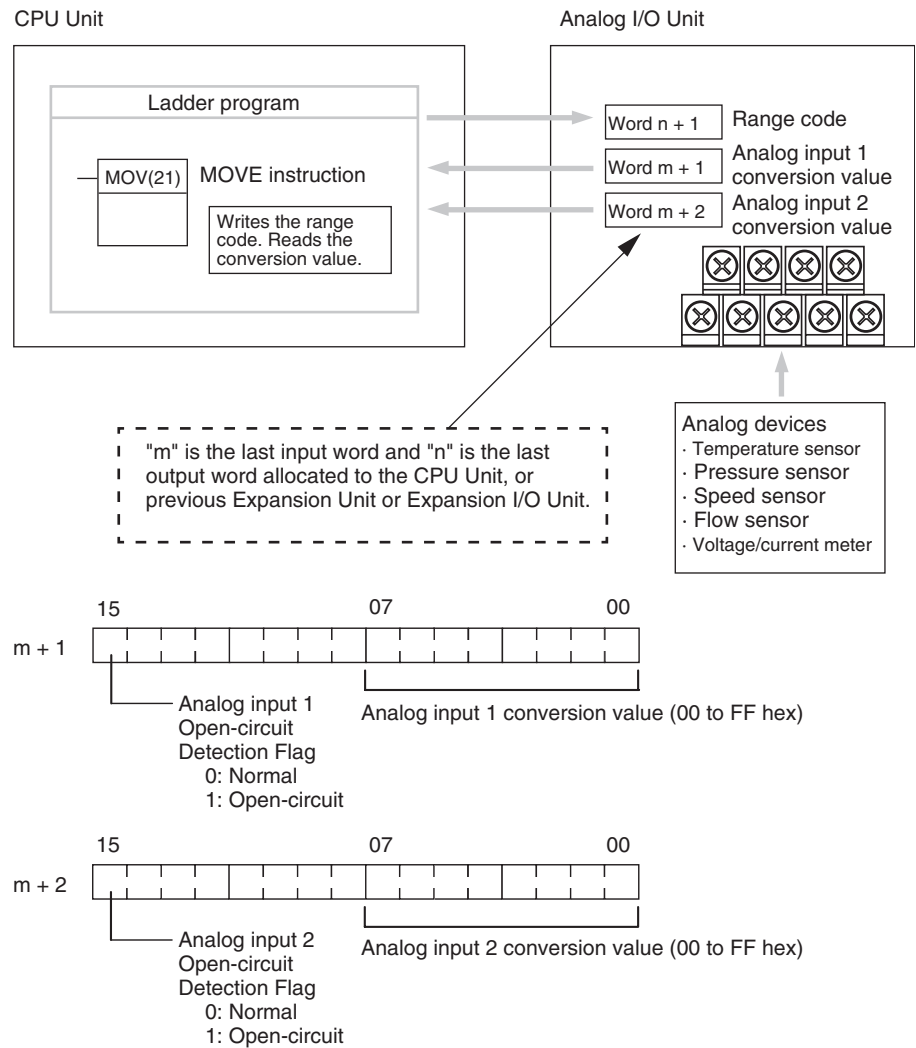 CPU Unit
Analog I/O Unit
Ladder program
MOV(21)
MOVE instruction
Writes the range
code. Reads the
conversion value.
Word n + 1
Range code
Word m + 1
Analog input 1
conversion value
Word m + 2
Analog input 2
conversion value
"m" is the last input word and "n" is the last
output word allocated to the CPU Unit, or
previous Expansion Unit or Expansion I/O Unit.
Analog devices
· Temperature sensor
· Pressure sensor
· Speed sensor
· Flow sensor
· Voltage/current meter
15 07 00
m + 1
Analog input 1
Open-circuit
Detection Flag
0: Normal
1: Open-circuit
Analog input 1 conversion value (00 to FF hex)
15 07 00
m + 2
Analog input 2
Open-circuit
Detection Flag
0: Normal
1: Open-circuit
Analog input 2 conversion value (00 to FF hex)